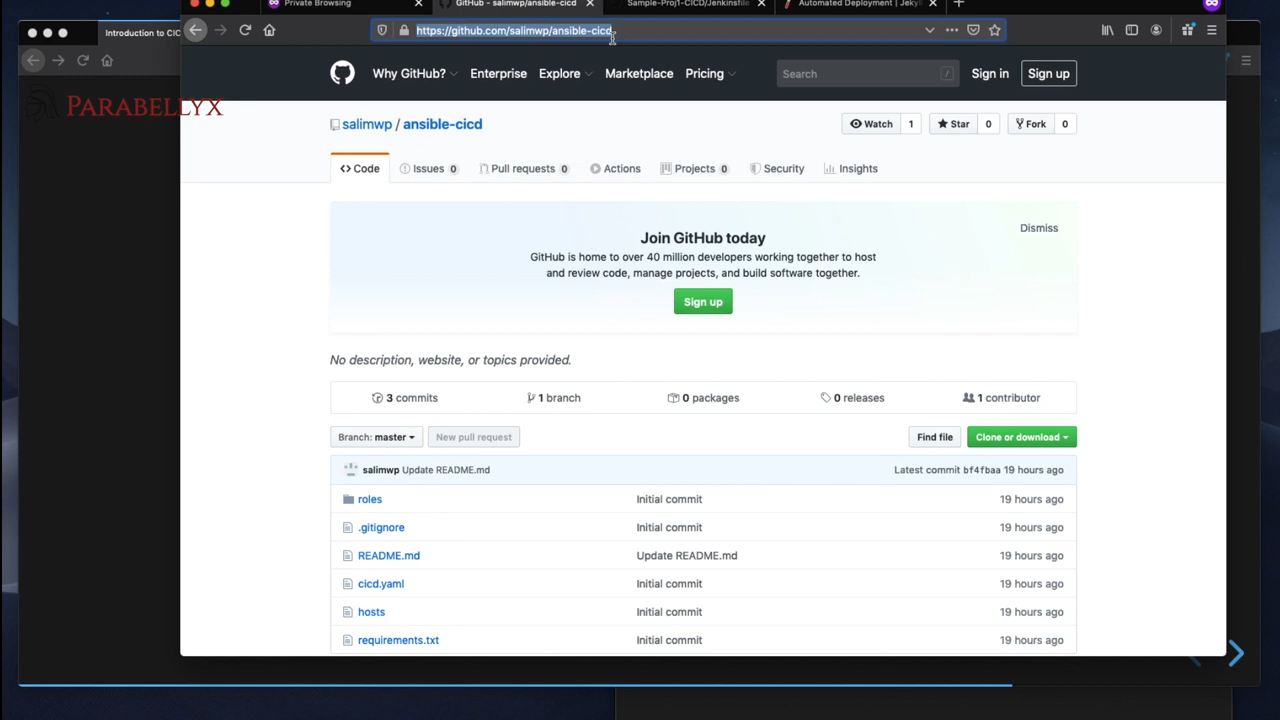 Private Browsing
GitHub - salimwp/ansible-cicd
Sample-Proj1-CICD/Jenkinsfile
Automated Deployment | Jekyl
Introduction to CIC
https://github.com/salimwp/ansible-cicd
Why GitHub?
Enterprise
Explore
Marketplace
Pricing
Search
/
Sign in
Sign up
PARABELLYX
salimwp / ansible-cicd
Watch 1
Star 0
Fork 0
Code
Issues 0
Pull requests 0
Actions
Projects 0
Security
Insights
Join GitHub today
Dismiss
GitHub is home to over 40 million developers working together to host
and review code, manage projects, and build software together.
Sign up
No description, website, or topics provided.
3 commits
1 branch
0 packages
0 releases
1 contributor
Branch: master
New pull request
Find file
Clone or download
salimwp Update README.md
Latest commit bf4fbaa 19 hours ago
roles Initial commit 19 hours ago
.gitignore Initial commit 19 hours ago
README.md Update README.md 19 hours ago
cicd.yaml Initial commit 19 hours ago
hosts Initial commit 19 hours ago
requirements.txt Initial commit 19 hours ago